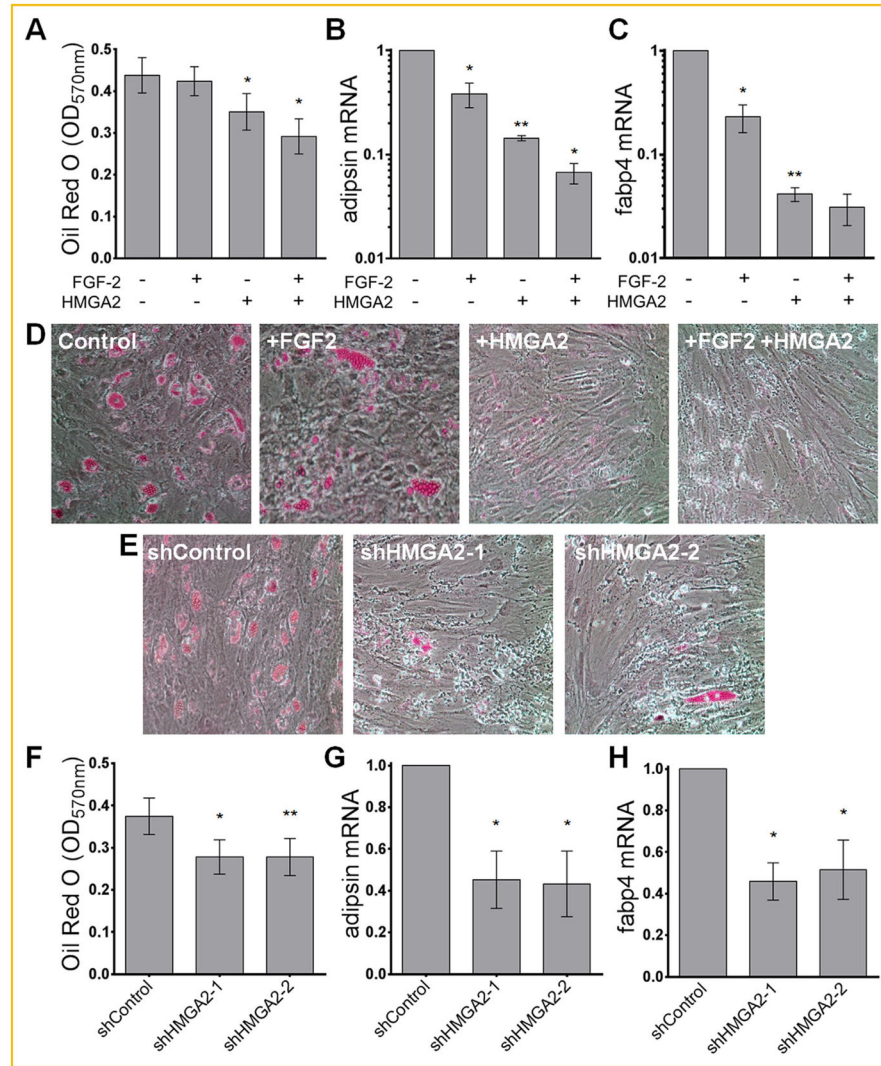 A
Oil Red O (OD570nm)
0.5
0.4
0.3
0.4
0.1
0.0
*
*
FGF-2 - + - +
HMGA2 - - + +
B
adipsin mRNA
1
0.1
0.01
*
**
*
FGF-2 - + - +
HMGA2 - - + +
C
fabp4 mRNA
1
0.1
0.01
*
**
FGF-2 - + - +
HMGA2 - - + +
D
Control
+FGF2
+HMGA2
+FGF2 +HMGA2
E
shControl
shHMGA2-1
shHMGA2-2
F
Oil Red O (OD570nm)
0.5
0.4
0.3
0.2
0.1
0.0
*
**
shControl
shHMGA2-1
shHMGA2-2
G
adipsin mRNA
1.0
0.8
0.6
0.4
0.2
0.0
*
*
shControl
shHMGA2-1
shHMGA2-2
H
fabp4 mRNA
1.0
0.8
0.6
0.4
0.2
0.0
*
*
shControl
shHMGA2-1
shHMGA2-2